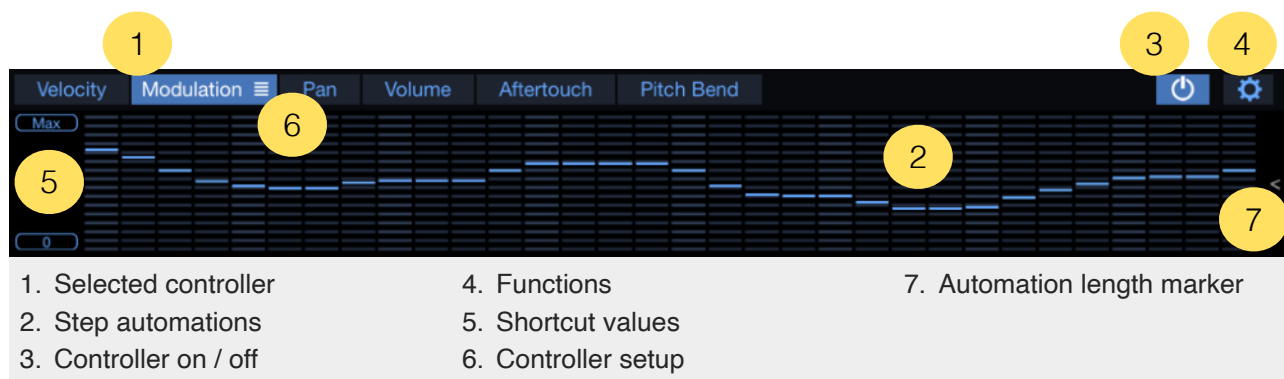 1 3 4
Velocity Modulation Pan Volume Aftertouch Pitch Bend
Max
6
2
5
<
7
0
1. Selected controller 4. Functions 7. Automation length marker
2. Step automations 5. Shortcut values
3. Controller on / off 6. Controller setup